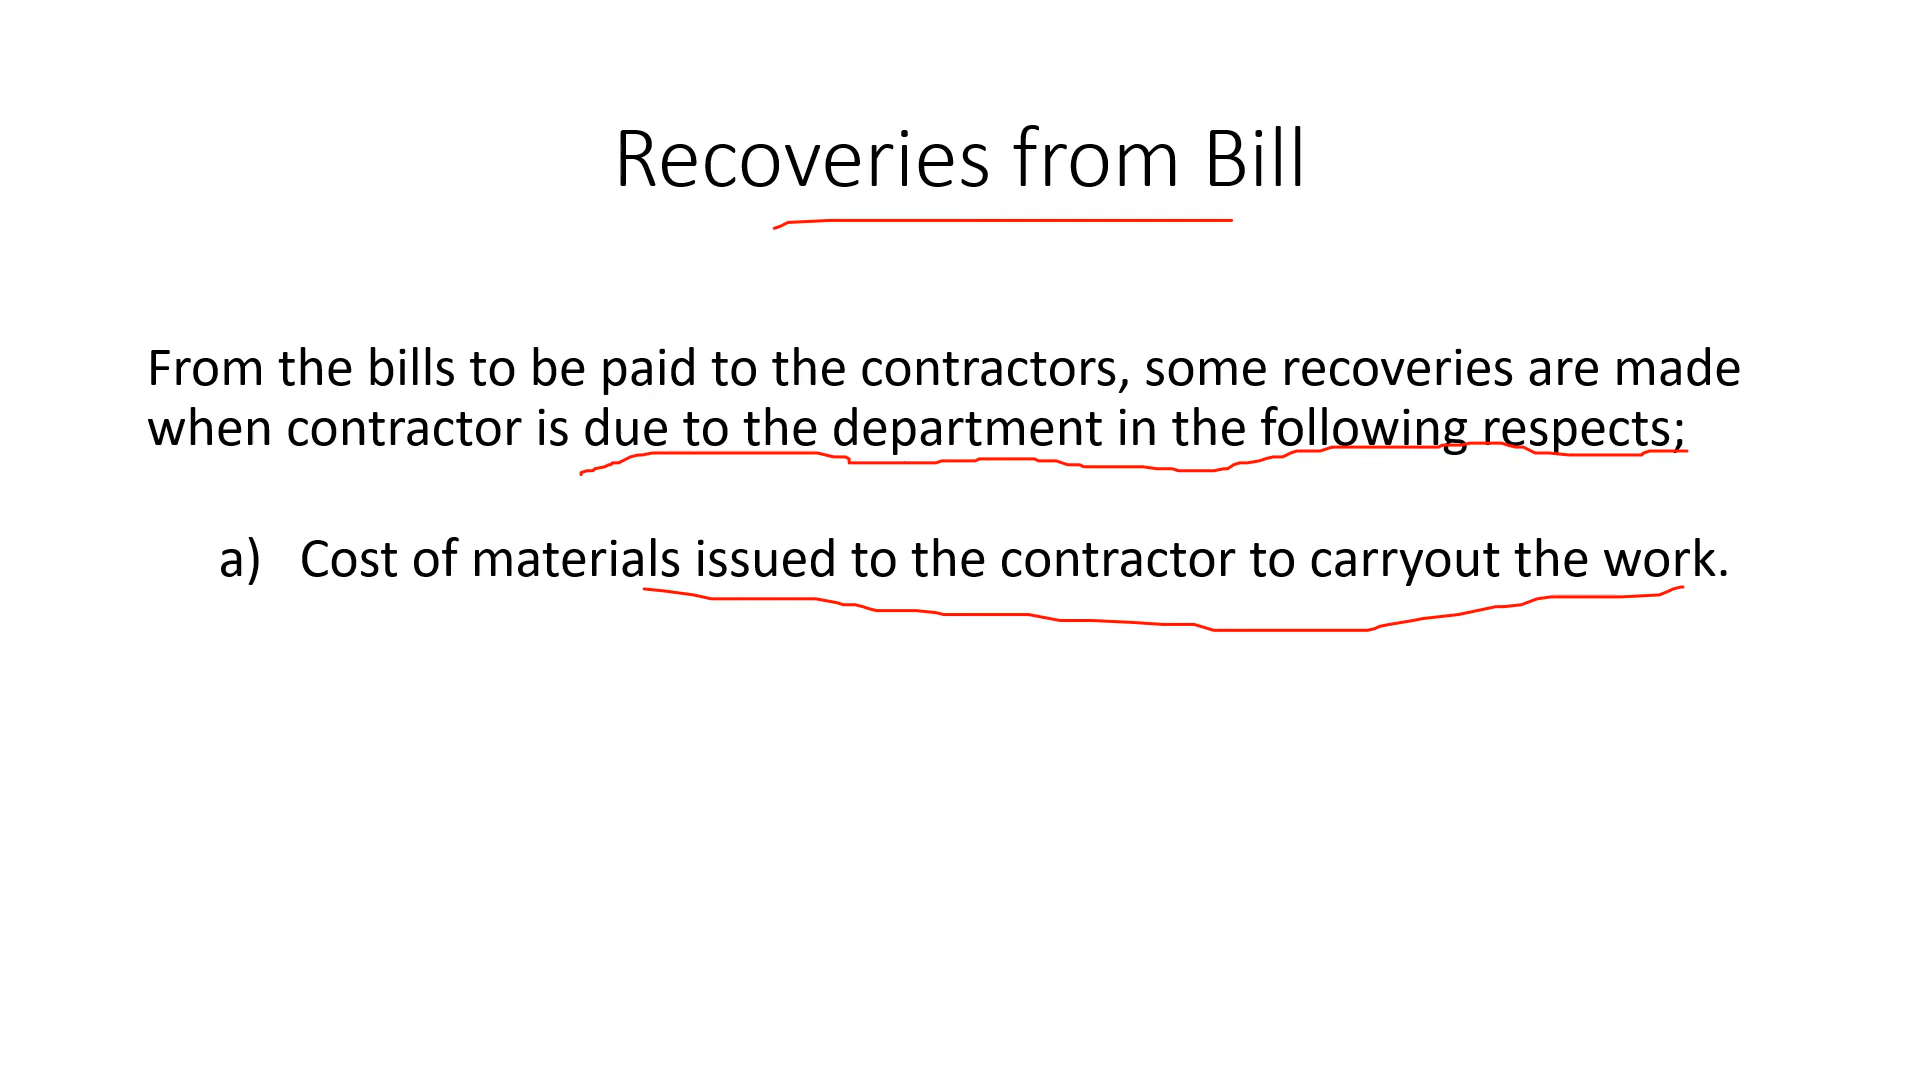 Recoveries from Bill
From the bills to be paid to the contractors, some recoveries are made
when contractor is due to the department in the following respects;
a) Cost of materials issued to the contractor to carryout the work.